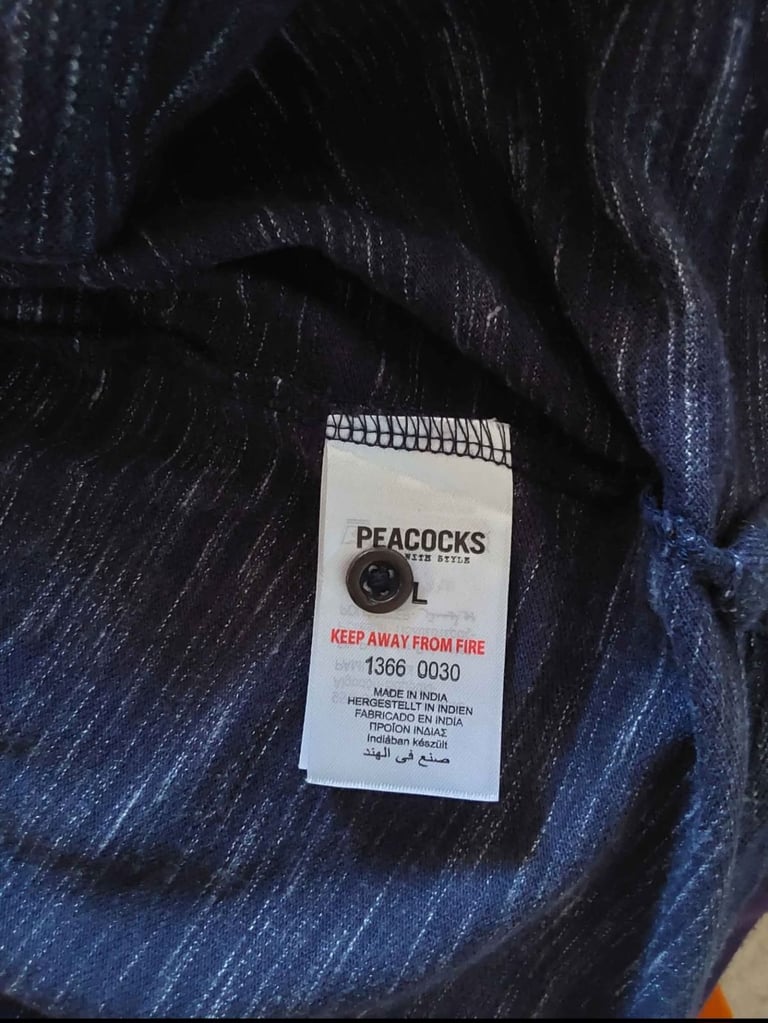 PEACOCKS
WITH STYLE
L
KEEP AWAY FROM FIRE
1366 0030
MADE IN INDIA
HERGESTELLT IN INDIEN
FABRICADO EN INDIA
ΠΡΟΪΟΝ ΙΝΔΙΑΣ
Indiában készült
صنع في الهند